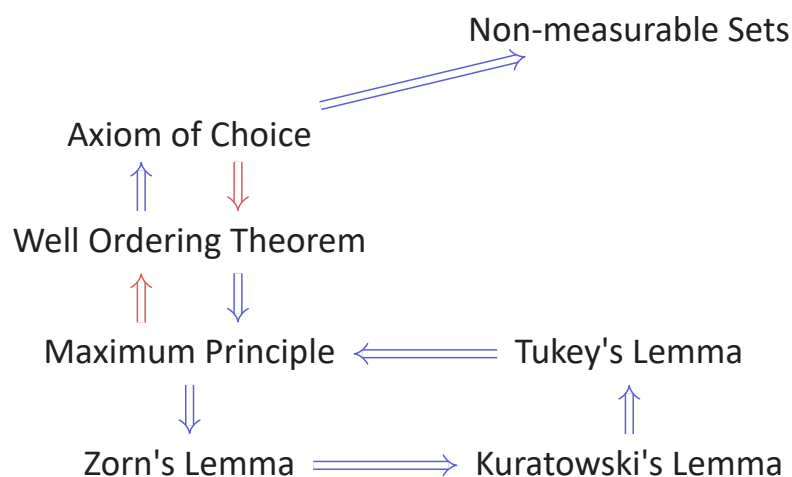 Non-measurable Sets
Axiom of Choice
Well Ordering Theorem
Maximum Principle
Tukey's Lemma
Zorn's Lemma
Kuratowski's Lemma